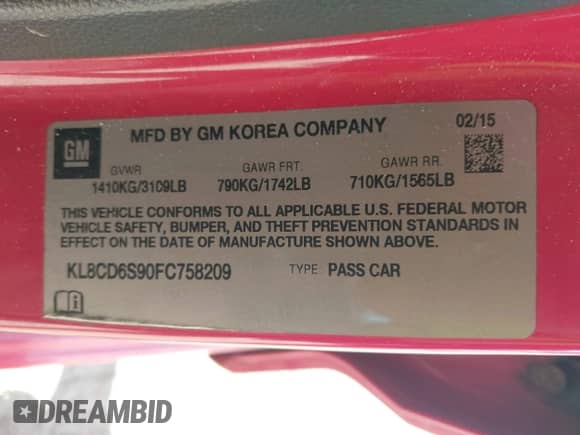 GM
MFD BY GM KOREA COMPANY 02/15
GVWR GAWR FRT. GAWR RR.
1410KG/3109LB 790KG/1742LB 710KG/1565LB
THIS VEHICLE CONFORMS TO ALL APPLICABLE U.S. FEDERAL MOTOR
VEHICLE SAFETY, BUMPER, AND THEFT PREVENTION STANDARDS IN
EFFECT ON THE DATE OF MANUFACTURE SHOWN ABOVE.
KL8CD6S90FC758209 TYPE: PASS CAR
DREAMBID